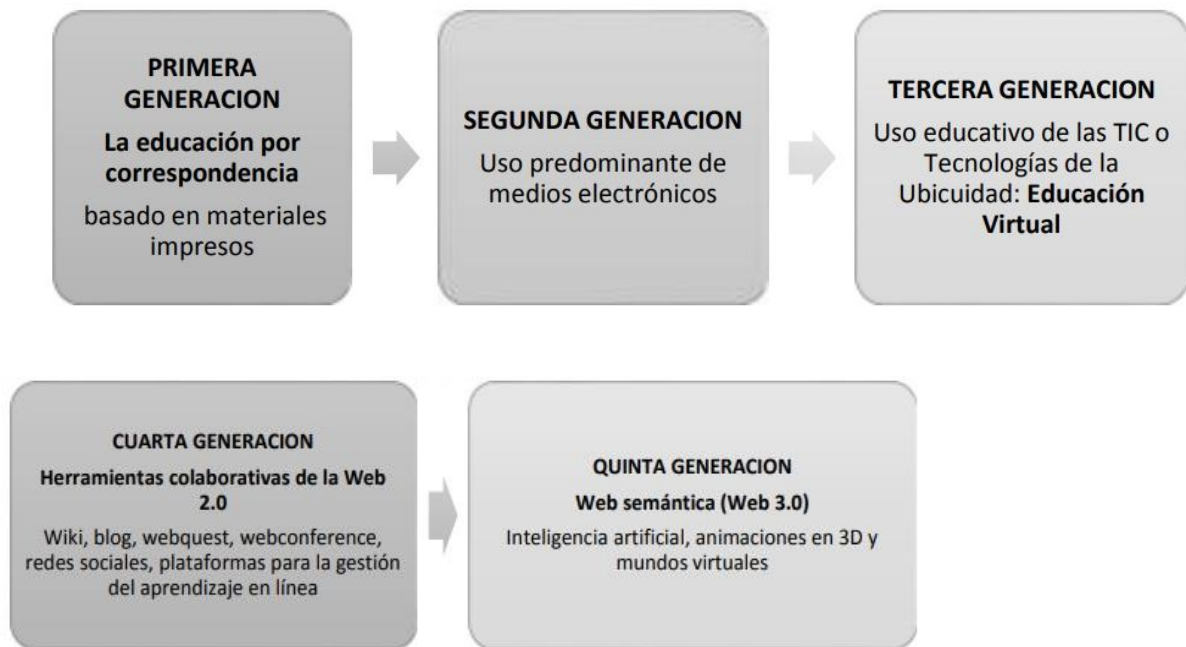 PRIMERA
GENERACION
La educación por
correspondencia
basado en materiales
impresos
SEGUNDA GENERACION
Uso predominante de
medios electrónicos
TERCERA GENERACION
Uso educativo de las TIC o
Tecnologías de la
Ubicuidad: Educación
Virtual
CUARTA GENERACION
Herramientas colaborativas de la Web
2.0
Wiki, blog, webquest, webconference,
redes sociales, plataformas para la gestión
del aprendizaje en línea
QUINTA GENERACION
Web semántica (Web 3.0)
Inteligencia artificial, animaciones en 3D y
mundos virtuales